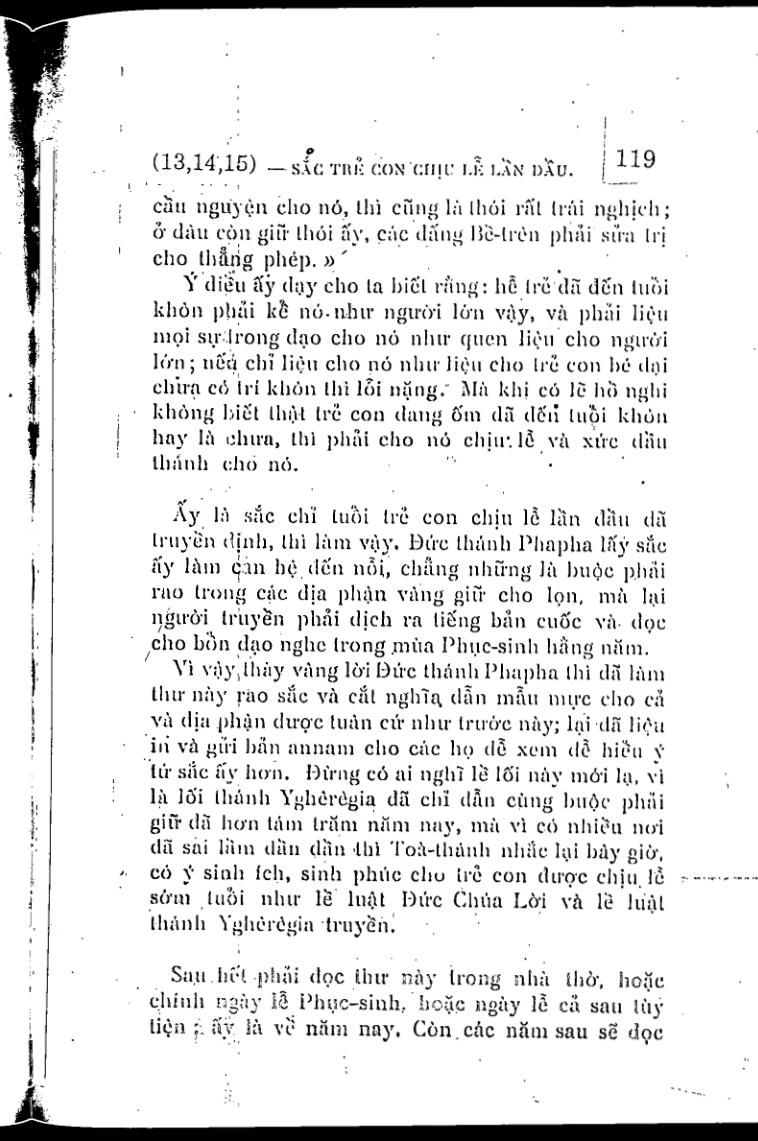 (13,14,15) — SẮC TRẺ CON CHỊU LỄ LẦN ĐẦU. 119
cầu nguyện cho nó, thì cũng là thói rất trái nghịch;
ở đàu còn giữ thói ấy, các đấng Bề-trên phải sửa trị
cho thẳng phép. »
Ý điều ấy dạy cho ta biết rằng: hễ trẻ đã đến tuổi
khôn phải kể nó như người lớn vậy, và phải liệu
mọi sự trong đạo cho nó như quen liệu cho người
lớn; nếu chỉ liệu cho nó như liệu cho trẻ con bé dại
chưa có trí khôn thì lỗi nặng. Mà khi có lẽ hồ nghi
không biết thật trẻ con đang ốm đã đến tuổi khôn
hay là chưa, thì phải cho nó chịu lễ và xức dầu
thánh cho nó.
Ấy là sắc chỉ tuổi trẻ con chịu lễ lần đầu đã
truyền định, thì làm vậy. Đức thánh Phapha lấy sắc
ấy làm cần hệ đến nỗi, chẳng những là buộc phải
rao trong các địa phận vàng giữ cho lọn, mà lại
người truyền phải dịch ra tiếng bản cuốc và đọc
cho bổn đạo nghe trong mùa Phục-sinh hằng năm.
Vì vậy thày vàng lời Đức thánh Phapha thì đã làm
thư này rao sắc và cắt nghĩa dẫn mẫu mực cho cả
và địa phận được tuân cứ như trước này; lại đã liệu
in và gửi bản annam cho các họ để xem dễ hiểu ý
tứ sắc ấy hơn. Đừng có ai nghĩ lề lối này mới lạ, vì
là lối thánh Yghêrêgia đã chỉ dẫn cùng buộc phải
giữ đã hơn tám trăm năm nay, mà vì có nhiều nơi
đã sai lầm dần dần thì Toà-thánh nhắc lại bây giờ,
có ý sinh ích, sinh phúc cho trẻ con được chịu lễ
sớm tuổi như lề luật Đức Chúa Lời và lề luật
thánh Yghêrêgia truyền.
Sau hết phải đọc thư này trong nhà thờ, hoặc
chính ngày lễ Phục-sinh, hoặc ngày lễ cả sau tùy
tiện ; ấy là về năm nay. Còn các năm sau sẽ đọc